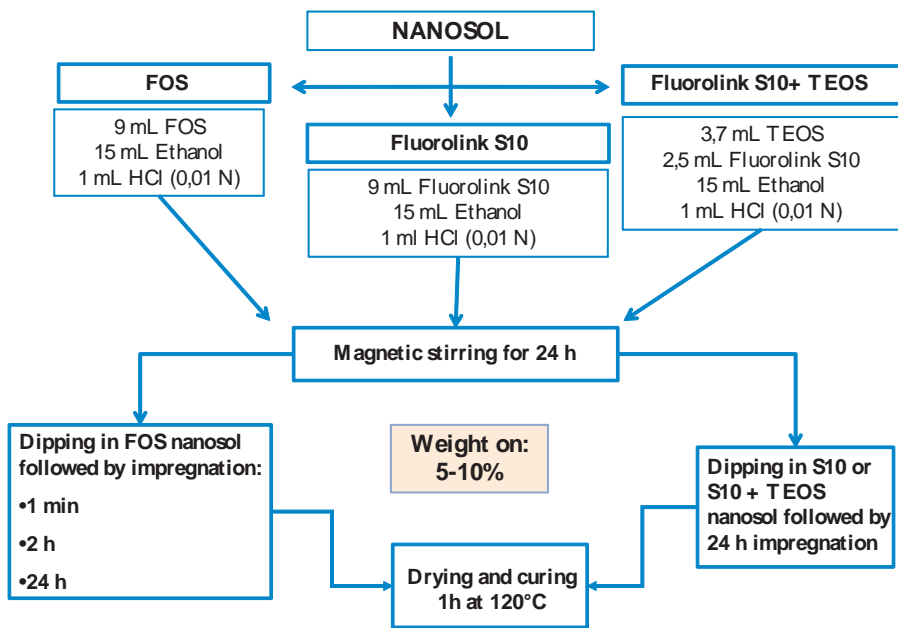 NANOSOL
FOS
9 mL FOS
15 mL Ethanol
1 mL HCl (0,01 N)
Fluorolink S10
9 mL Fluorolink S10
15 mL Ethanol
1 ml HCl (0,01 N)
Fluorolink S10+ TEOS
3,7 mL TEOS
2,5 mL Fluorolink S10
15 mL Ethanol
1 mL HCl (0,01 N)
Magnetic stirring for 24 h
Dipping in FOS nanosol
followed by impregnation:
•1 min
•2 h
•24 h
Weight on:
5-10%
Dipping in S10 or
S10 + TEOS
nanosol followed by
24 h impregnation
Drying and curing
1h at 120°C